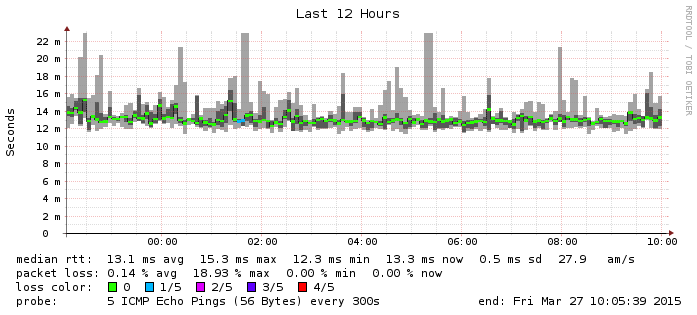 Last 12 Hours
RRDTOOL / TOBI OETIKER
Seconds
22 m
20 m
18 m
16 m
14 m
12 m
10 m
8 m
6 m
4 m
2 m
0
00:00 02:00 04:00 06:00 08:00 10:00
median rtt: 13.1 ms avg 15.3 ms max 12.3 ms min 13.3 ms now 0.5 ms sd 27.9 am/s
packet loss: 0.14 % avg 18.93 % max 0.00 % min 0.00 % now
loss color: 0 1/5 2/5 3/5 4/5
probe: 5 ICMP Echo Pings (56 Bytes) every 300s end: Fri Mar 27 10:05:39 2015